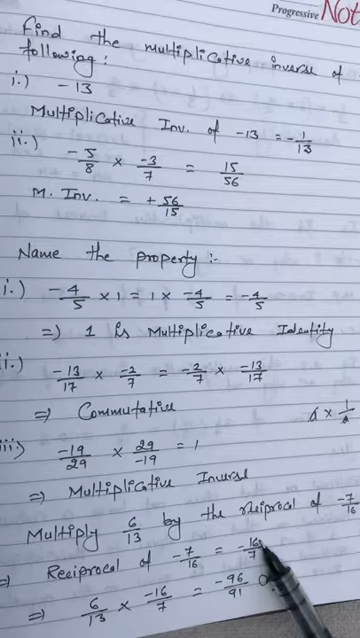 Progressive Not
Find the multiplicative inverse of
following:
i.) -13
Multiplicative Inv. of -13 = -1/13
ii.) -5/8 × -3/7 = 15/56
M. Inv. = +56/15
Name the property :-
i.) -4/5 × 1 = 1 × -4/5 = -4/5
=) 1 is Multiplicative Identity
ii.) -13/17 × -2/7 = -2/7 × -13/17
=> Commutative
a × 1/a
iii) -19/29 × 29/-19 = 1
=> Multiplicative Inverse
Multiply 6/13 by the reciprocal of -7/16
=> Reciprocal of -7/16 = -16/7
=> 6/13 × -16/7 = -96/91